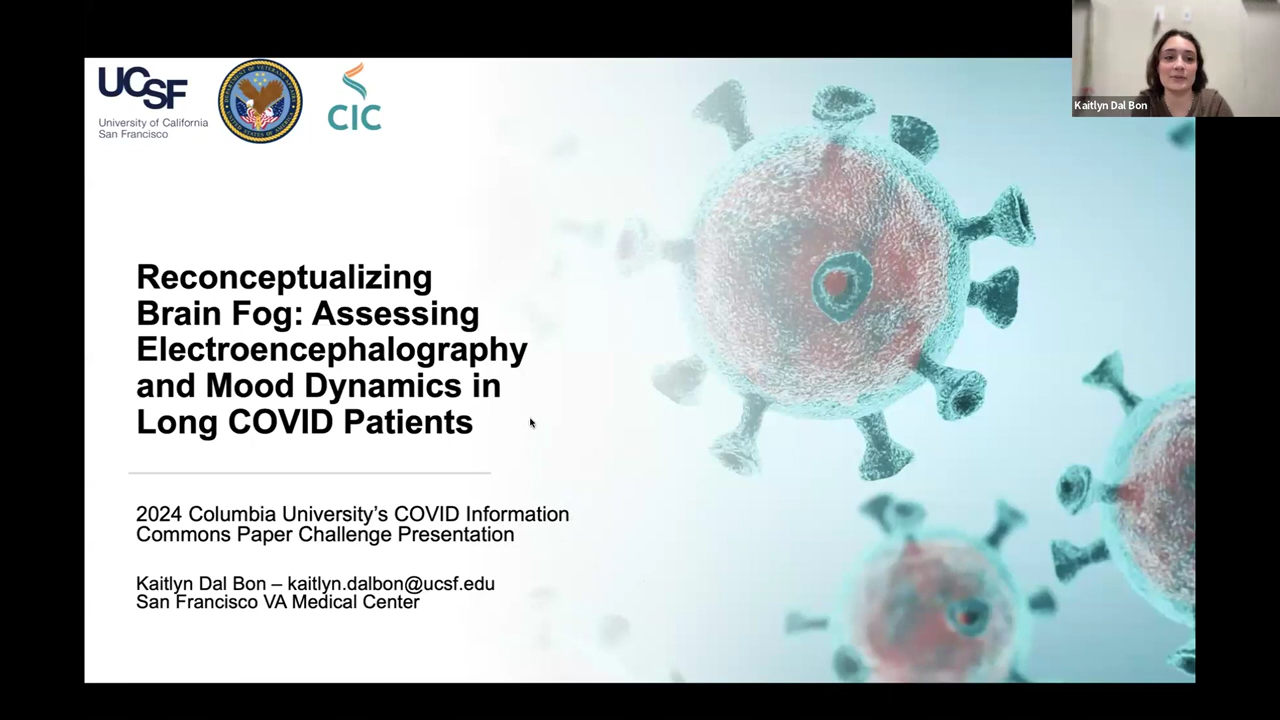 UCSF
University of California
San Francisco
CIC
Kaitlyn Dal Bon
Reconceptualizing
Brain Fog: Assessing
Electroencephalography
and Mood Dynamics in
Long COVID Patients
2024 Columbia University's COVID Information
Commons Paper Challenge Presentation
Kaitlyn Dal Bon – kaitlyn.dalbon@ucsf.edu
San Francisco VA Medical Center